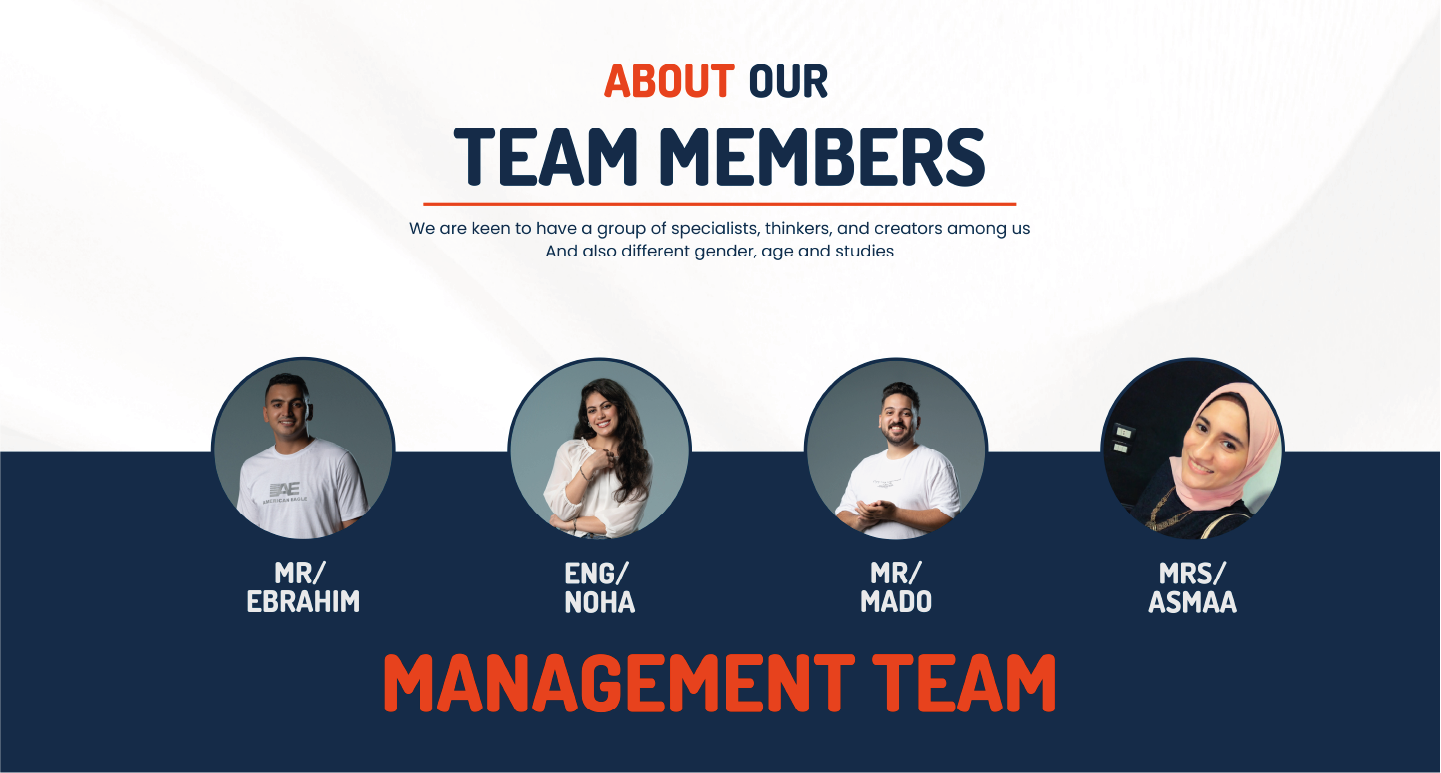 ABOUT OUR
TEAM MEMBERS
We are keen to have a group of specialists, thinkers, and creators among us
And also different gender, age and studies
AE
AMERICAN EAGLE
MR/
EBRAHIM
ENG/
NOHA
MR/
MADO
MRS/
ASMAA
MANAGEMENT TEAM